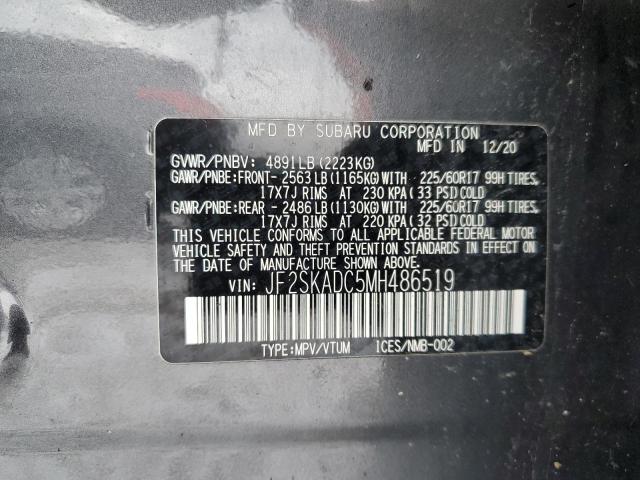 MFD BY SUBARU CORPORATION
MFD IN 12/20
GVWR/PNBV: 4891LB (2223KG)
GAWR/PNBE:FRONT- 2563 LB (1165KG) WITH 225/60R17 99H TIRES,
17X7J RIMS AT 230 KPA (33 PSI) COLD
GAWR/PNBE:REAR - 2486 LB (1130KG) WITH 225/60R17 99H TIRES,
17X7J RIMS AT 220 KPA (32 PSI) COLD
THIS VEHICLE CONFORMS TO ALL APPLICABLE FEDERAL MOTOR
VEHICLE SAFETY AND THEFT PREVENTION STANDARDS IN EFFECT
ON THE DATE OF MANUFACTURE SHOWN ABOVE.
VIN: JF2SKADC5MH486519
TYPE:MPV/VTUM ICES/NMB-002